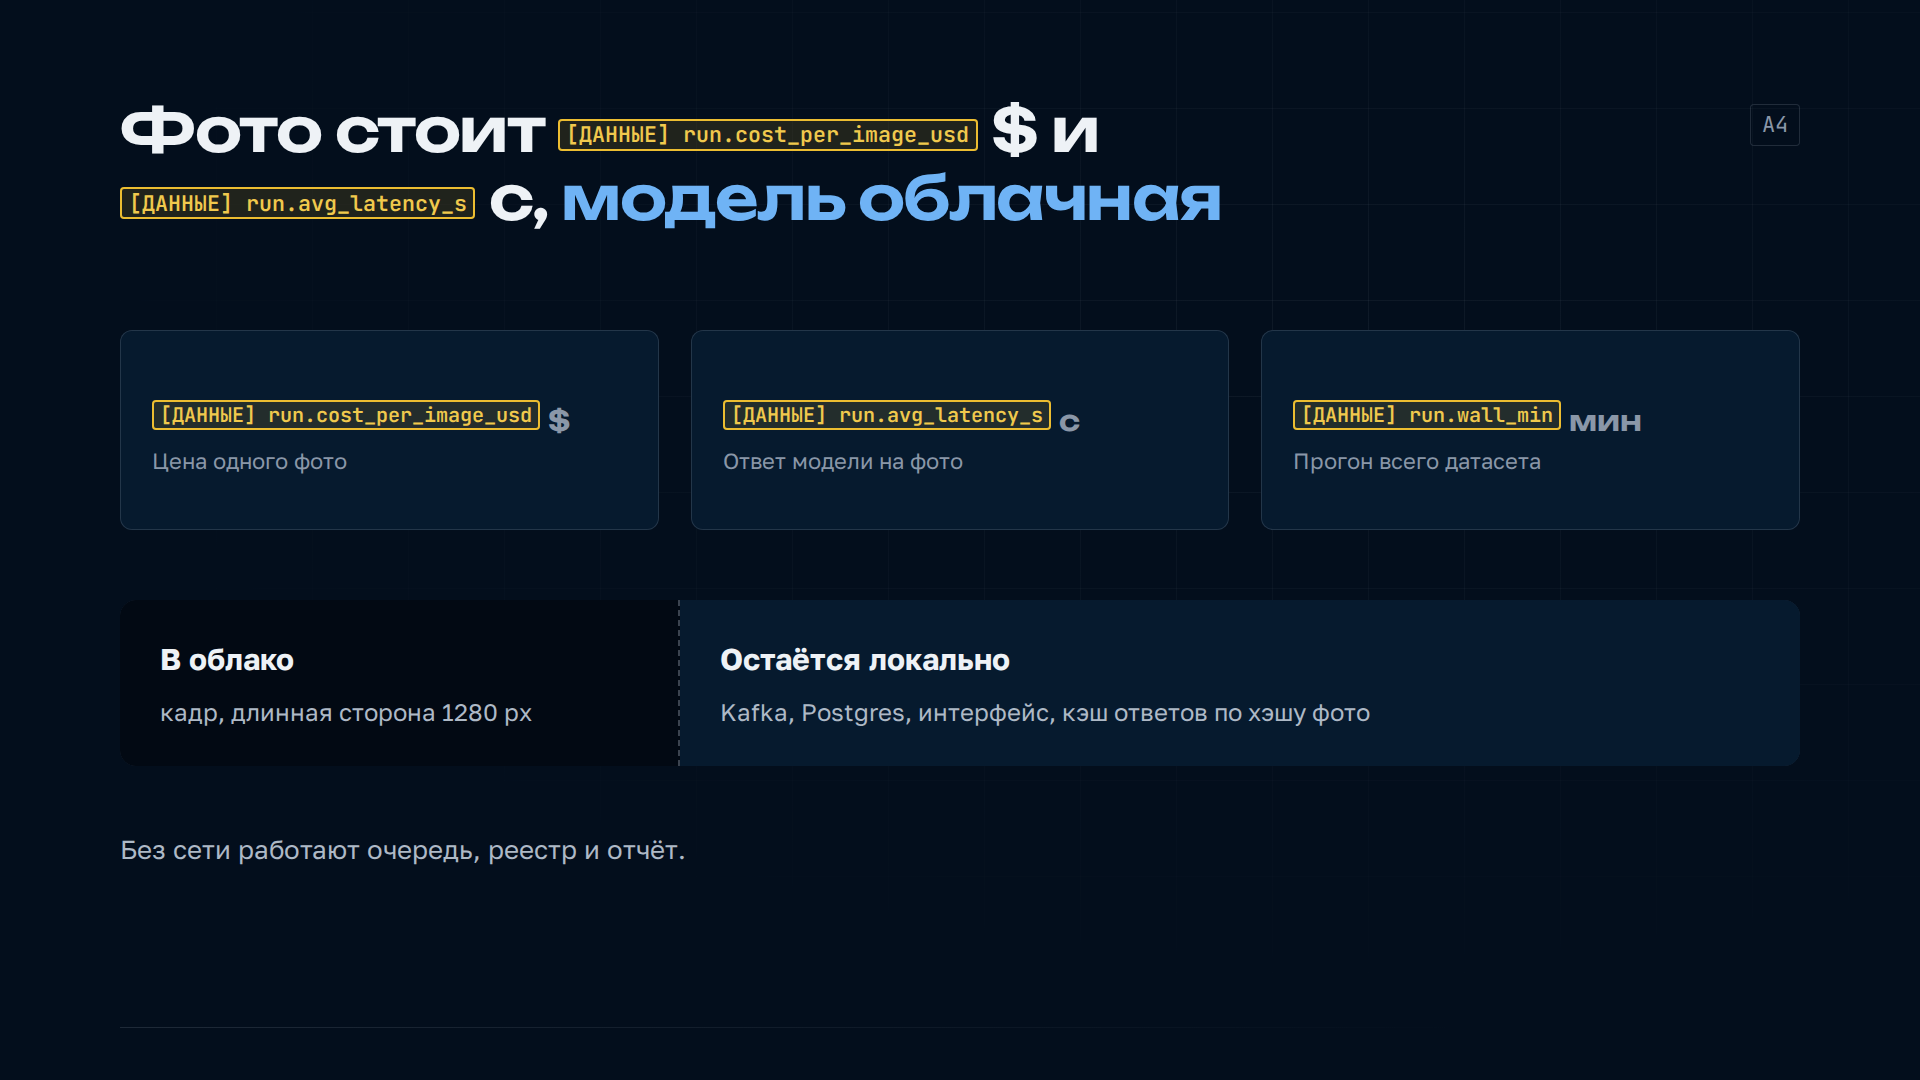 Фото стоит [ДАННЫЕ] run.cost_per_image_usd $ и
[ДАННЫЕ] run.avg_latency_s с, модель облачная
A4
[ДАННЫЕ] run.cost_per_image_usd $
Цена одного фото
[ДАННЫЕ] run.avg_latency_s с
Ответ модели на фото
[ДАННЫЕ] run.wall_min мин
Прогон всего датасета
В облако
кадр, длинная сторона 1280 px
Остаётся локально
Kafka, Postgres, интерфейс, кэш ответов по хэшу фото
Без сети работают очередь, реестр и отчёт.